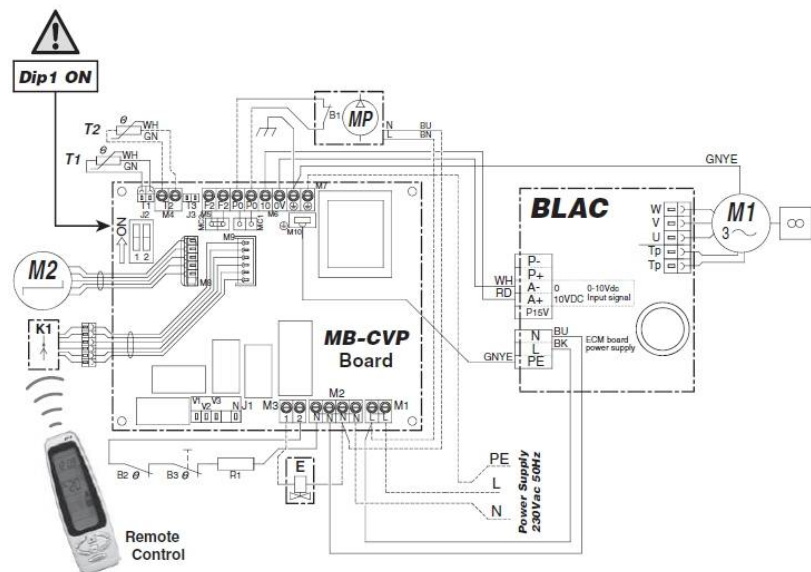 Dip1 ON
T2
θ
WH
GN
T1
θ
WH
GN
B1
MP
N
L
BU
BN
GNYE
T1
T2
T3
J2
M4
J3
F2
F2
P0
P0
10
0V
M7
M5
M6
MC1
M10
ON
1 2
M9
M8
M2
K1
MB-CVP
Board
BLAC
W
V
U
Tp
Tp
M1
3
8
P-
P+
A-
A+
P15V
WH
RD
0
10VDC
0-10Vdc
Input signal
N
L
PE
BU
BK
ECM board
power supply
GNYE
V1
V2
V3
N
J1
M3
M2
M1
1
2
N
N
N
N
L
L
B2 θ
B3 θ
R1
E
PE
L
N
Power Supply
230Vac 50Hz
Remote
Control